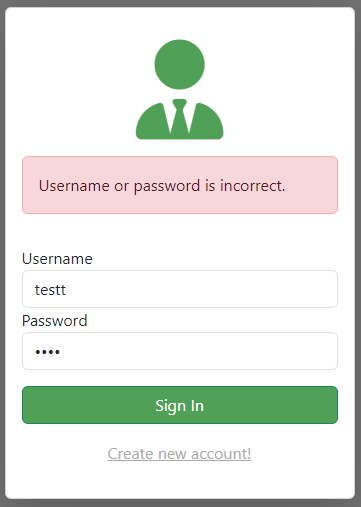 Username or password is incorrect.
Username
testt
Password
••••
Sign In
Create new account!